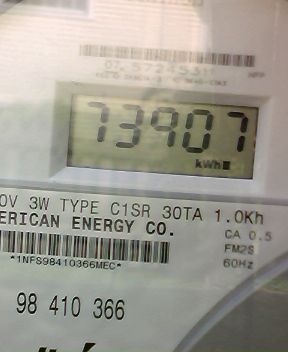 73907
kWh
0V 3W TYPE C1SR 30TA 1.0Kh
ERICAN ENERGY CO.
CA 0.5
FM2S
60Hz
*1NFS98410366MEC*
98 410 366